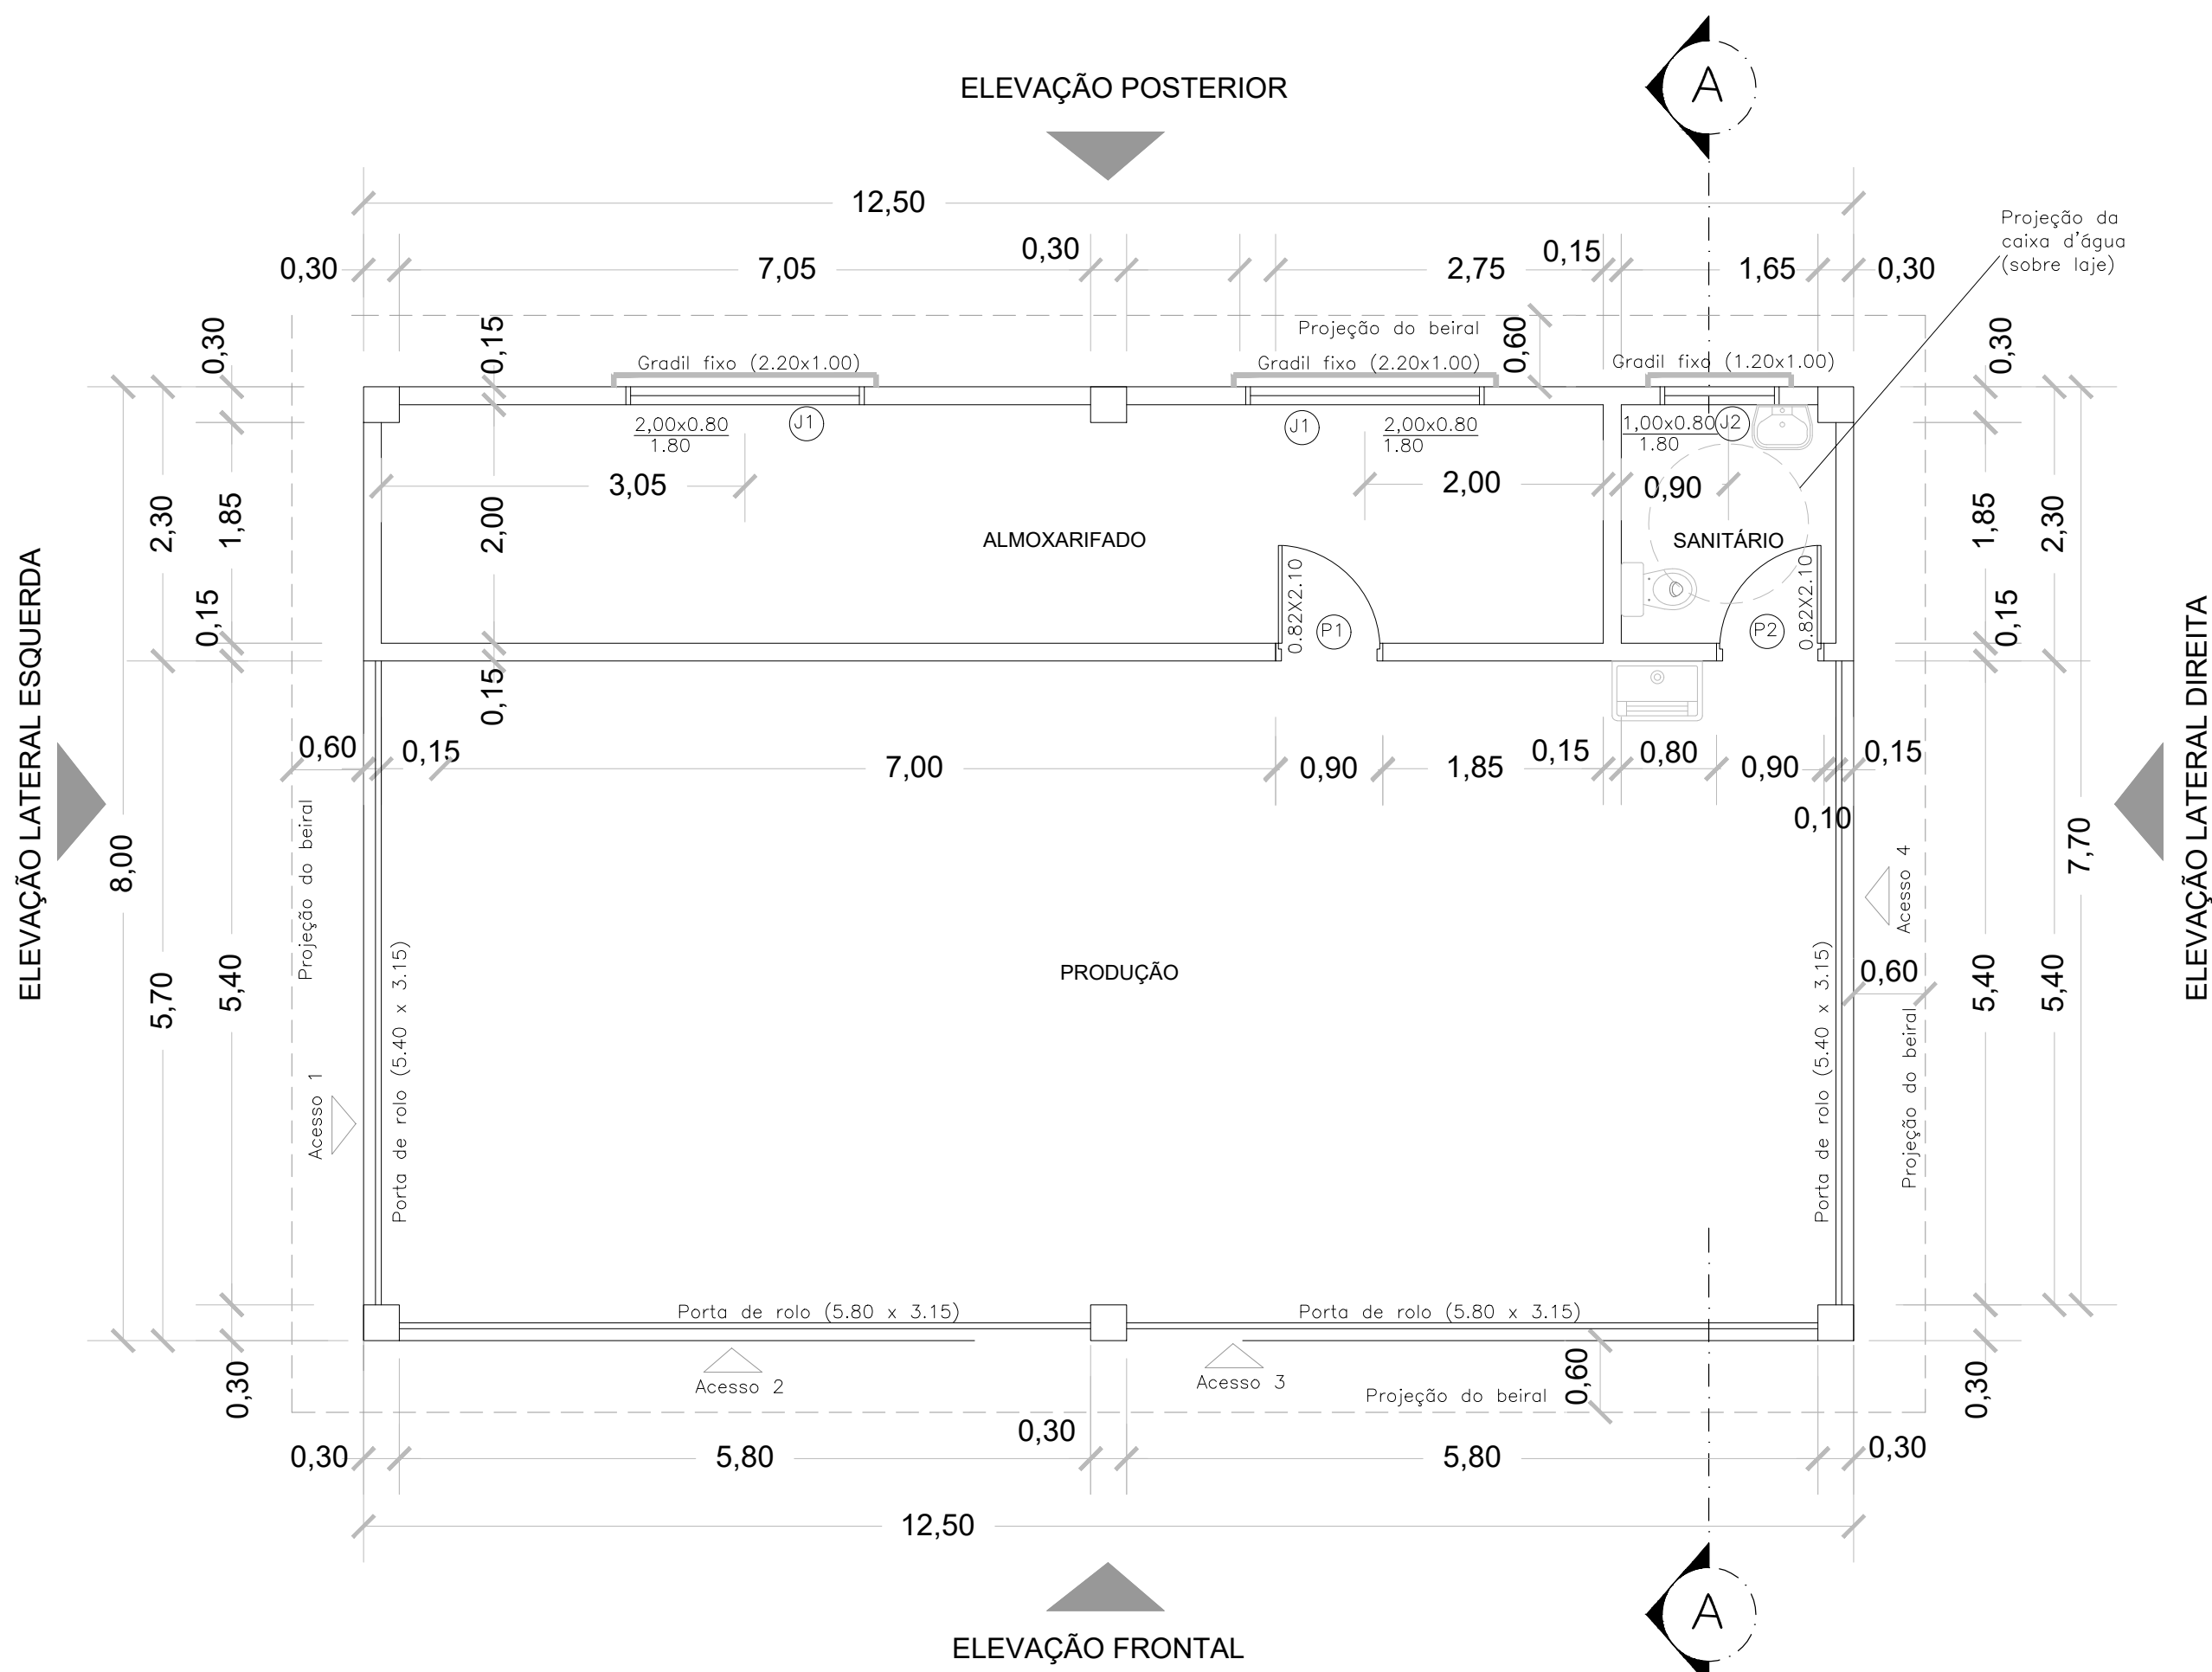 ELEVAÇÃO POSTERIOR
A
12,50
Projeção da
caixa d'água
(sobre laje)
0,30
7,05
0,30
2,75
0,15
1,65
0,30
0,30
0,15
Projeção do beiral
0,60
0,30
Gradil fixo (2.20x1.00)
Gradil fixo (2.20x1.00)
Gradil fixo (1.20x1.00)
2,00x0.80
1.80
J1
J1
2,00x0.80
1.80
1,00x0.80
1.80
J2
3,05
2,00
0,90
2,30
1,85
2,00
ALMOXARIFADO
SANITÁRIO
1,85
2,30
0,15
0.82X2.10
P1
0.82X2.10
P2
0,15
0,15
ELEVAÇÃO LATERAL ESQUERDA
ELEVAÇÃO LATERAL DIREITA
0,60
0,15
7,00
0,90
1,85
0,15
0,80
0,90
0,15
0,10
8,00
5,70
5,40
Projeção do beiral
Acesso 1
Porta de rolo (5.40 x 3.15)
PRODUÇÃO
Porta de rolo (5.40 x 3.15)
Acesso 4
0,60
Projeção do beiral
5,40
5,40
7,70
Porta de rolo (5.80 x 3.15)
Porta de rolo (5.80 x 3.15)
Acesso 2
Acesso 3
Projeção do beiral
0,60
0,30
0,30
0,30
5,80
0,30
5,80
0,30
12,50
A
ELEVAÇÃO FRONTAL